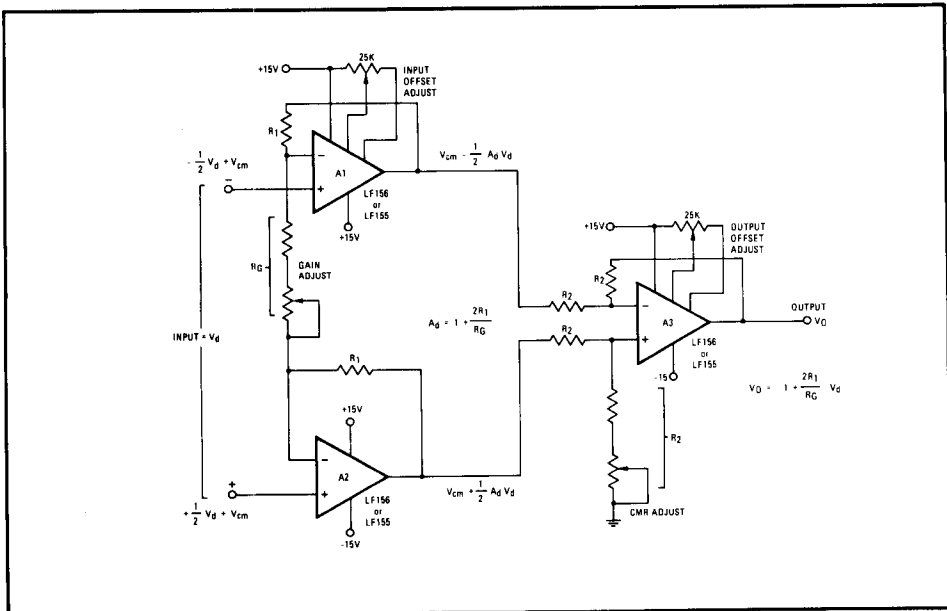 25K
+15V
INPUT
OFFSET
ADJUST
R1
- 1/2 Vd + Vcm
−
−
A1
+
LF156
or
LF155
+15V
Vcm - 1/2 Ad Vd
RG
GAIN
ADJUST
INPUT = Vd
25K
+15V
OUTPUT
OFFSET
ADJUST
R2
R2
−
A3
+
OUTPUT
VO
R2
LF156
or
LF155
-15
Ad = 1 + 2R1/RG
VO = 1 + 2R1/RG Vd
R1
+15V
R2
−
A2
+
LF156
or
LF155
-15V
Vcm + 1/2 Ad Vd
+
+ 1/2 Vd + Vcm
CMR ADJUST